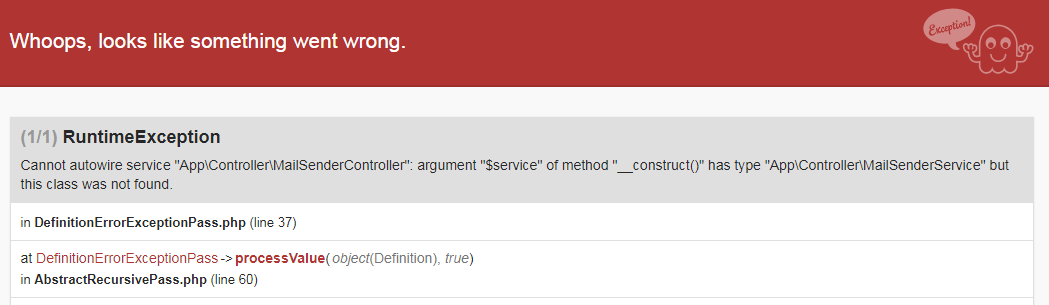 Whoops, looks like something went wrong.
Exception!
(1/1) RuntimeException
Cannot autowire service "App\Controller\MailSenderController": argument "$service" of method "__construct()" has type "App\Controller\MailSenderService" but
this class was not found.
in DefinitionErrorExceptionPass.php (line 37)
at DefinitionErrorExceptionPass->processValue(object(Definition), true)
in AbstractRecursivePass.php (line 60)